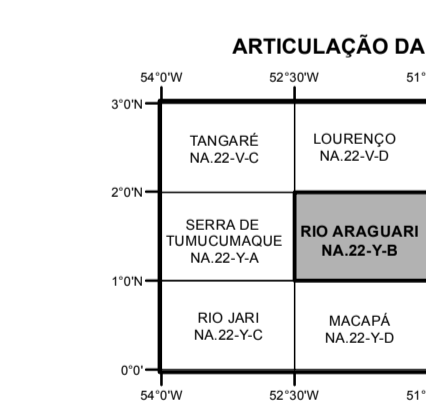 ARTICULAÇÃO DA
54°0'W 52°30'W 51°
3°0'N
TANGARÉ
NA.22-V-C
LOURENÇO
NA.22-V-D
2°0'N
SERRA DE
TUMUCUMAQUE
NA.22-Y-A
RIO ARAGUARI
NA.22-Y-B
1°0'N
RIO JARI
NA.22-Y-C
MACAPÁ
NA.22-Y-D
0°0'
54°0'W 52°30'W 51°